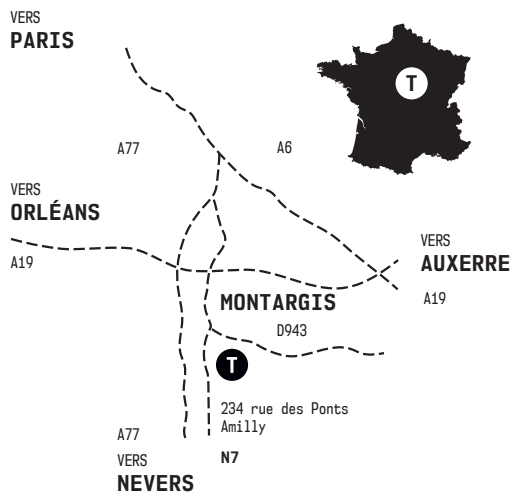 VERS
PARIS
T
A77
A6
VERS
ORLÉANS
A19
VERS
AUXERRE
A19
MONTARGIS
D943
T
234 rue des Ponts
Amilly
A77
VERS
NEVERS
N7